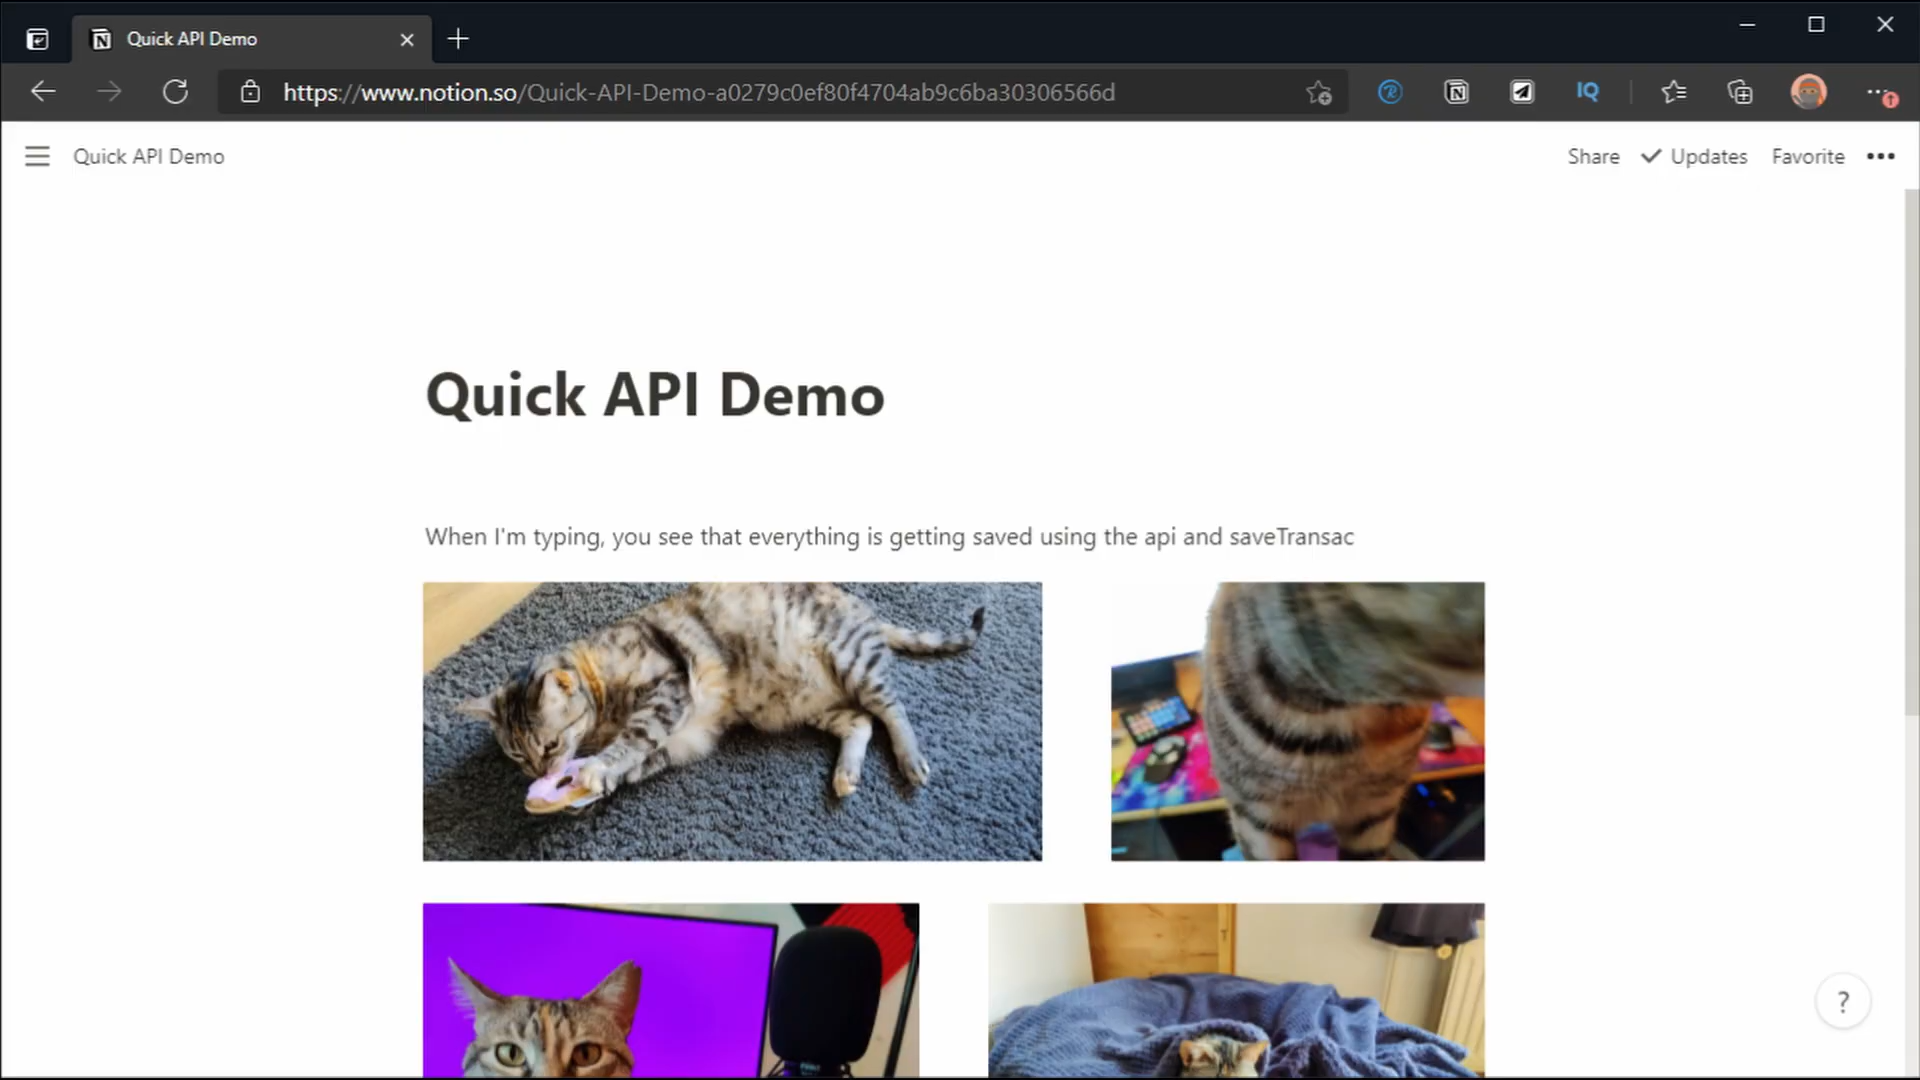 Quick API Demo
https://www.notion.so/Quick-API-Demo-a0279c0ef80f4704ab9c6ba30306566d
IQ
Quick API Demo
Share Updates Favorite
Quick API Demo
When I'm typing, you see that everything is getting saved using the api and saveTransac
?